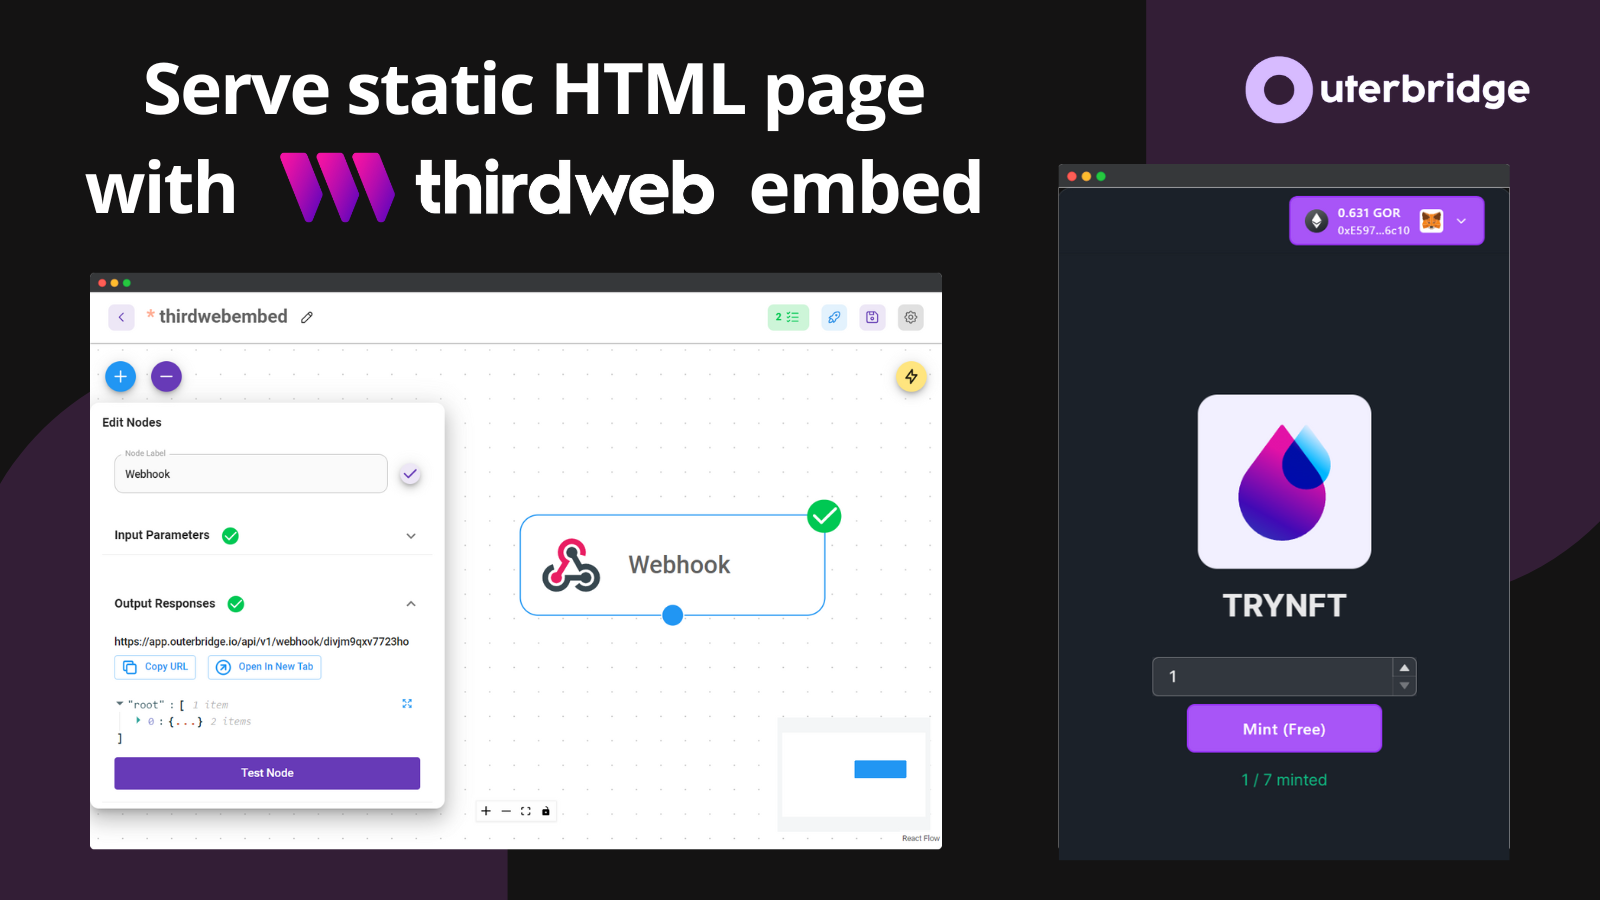 Serve static HTML page
with thirdweb embed
uterbridge
* thirdwebembed
2
Edit Nodes
Node Label
Webhook
Input Parameters
Output Responses
https://app.outerbridge.io/api/v1/webhook/divjm9qxv7723ho
Copy URL
Open In New Tab
"root" : [ 1 item
0 : {...} 2 items
]
Test Node
Webhook
React Flow
0.631 GOR
0xE597...6c10
TRYNFT
1
Mint (Free)
1 / 7 minted